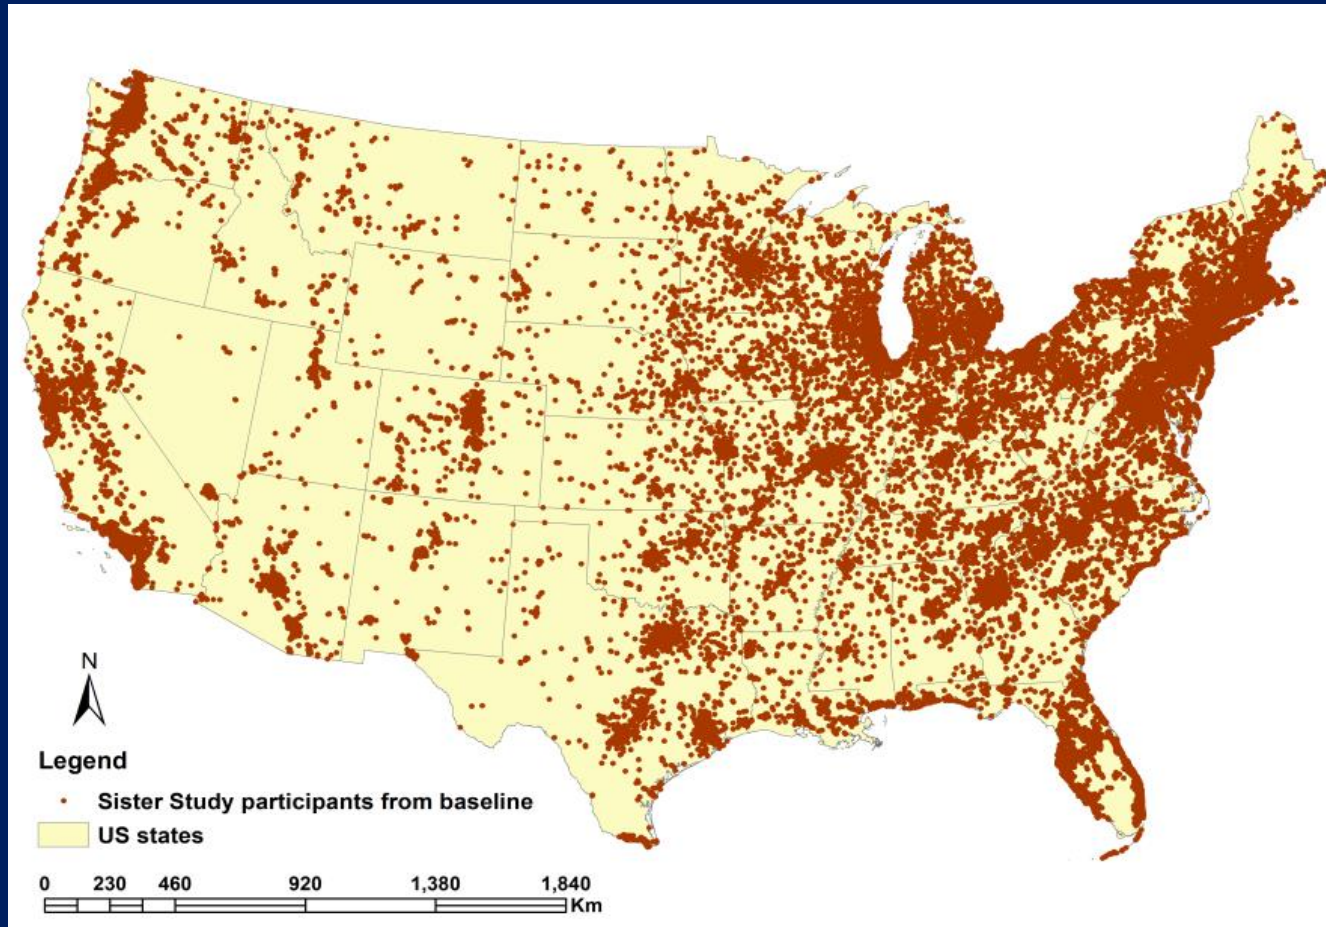 N
Legend
Sister Study participants from baseline
US states
0 230 460 920 1,380 1,840
Km